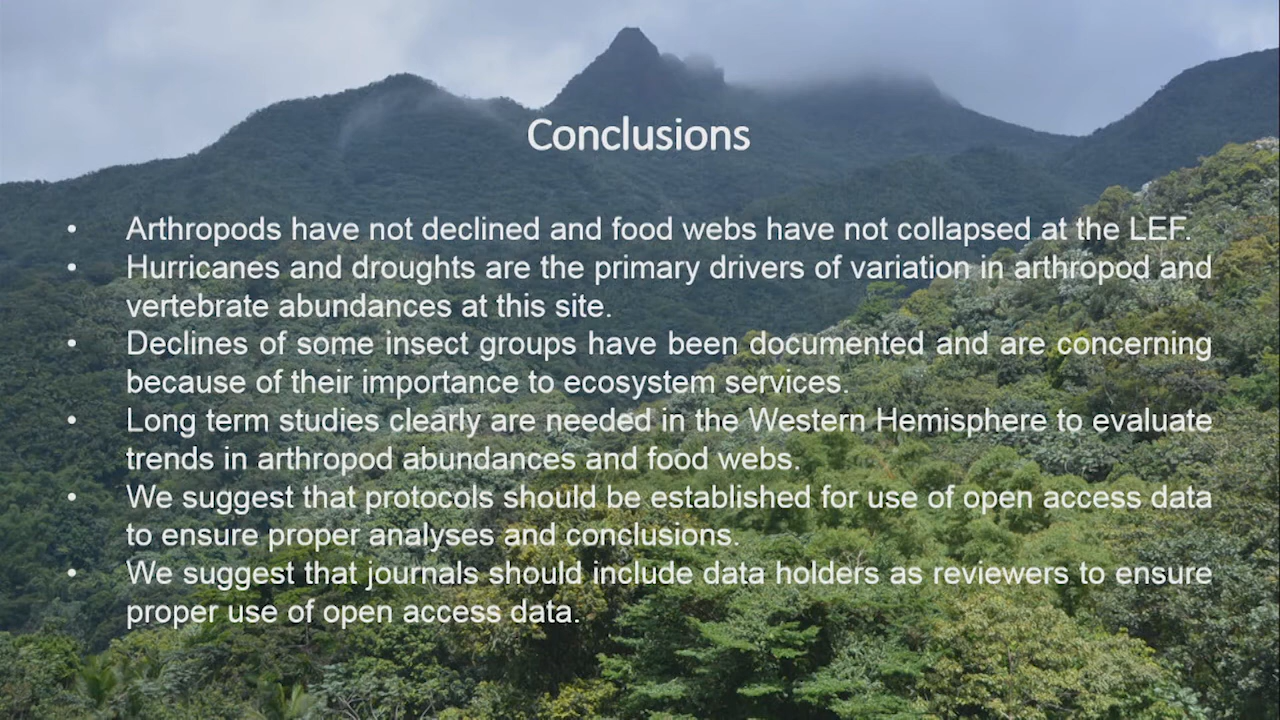 Conclusions
• Arthropods have not declined and food webs have not collapsed at the LEF.
• Hurricanes and droughts are the primary drivers of variation in arthropod and
vertebrate abundances at this site.
• Declines of some insect groups have been documented and are concerning
because of their importance to ecosystem services.
• Long term studies clearly are needed in the Western Hemisphere to evaluate
trends in arthropod abundances and food webs.
• We suggest that protocols should be established for use of open access data
to ensure proper analyses and conclusions.
• We suggest that journals should include data holders as reviewers to ensure
proper use of open access data.